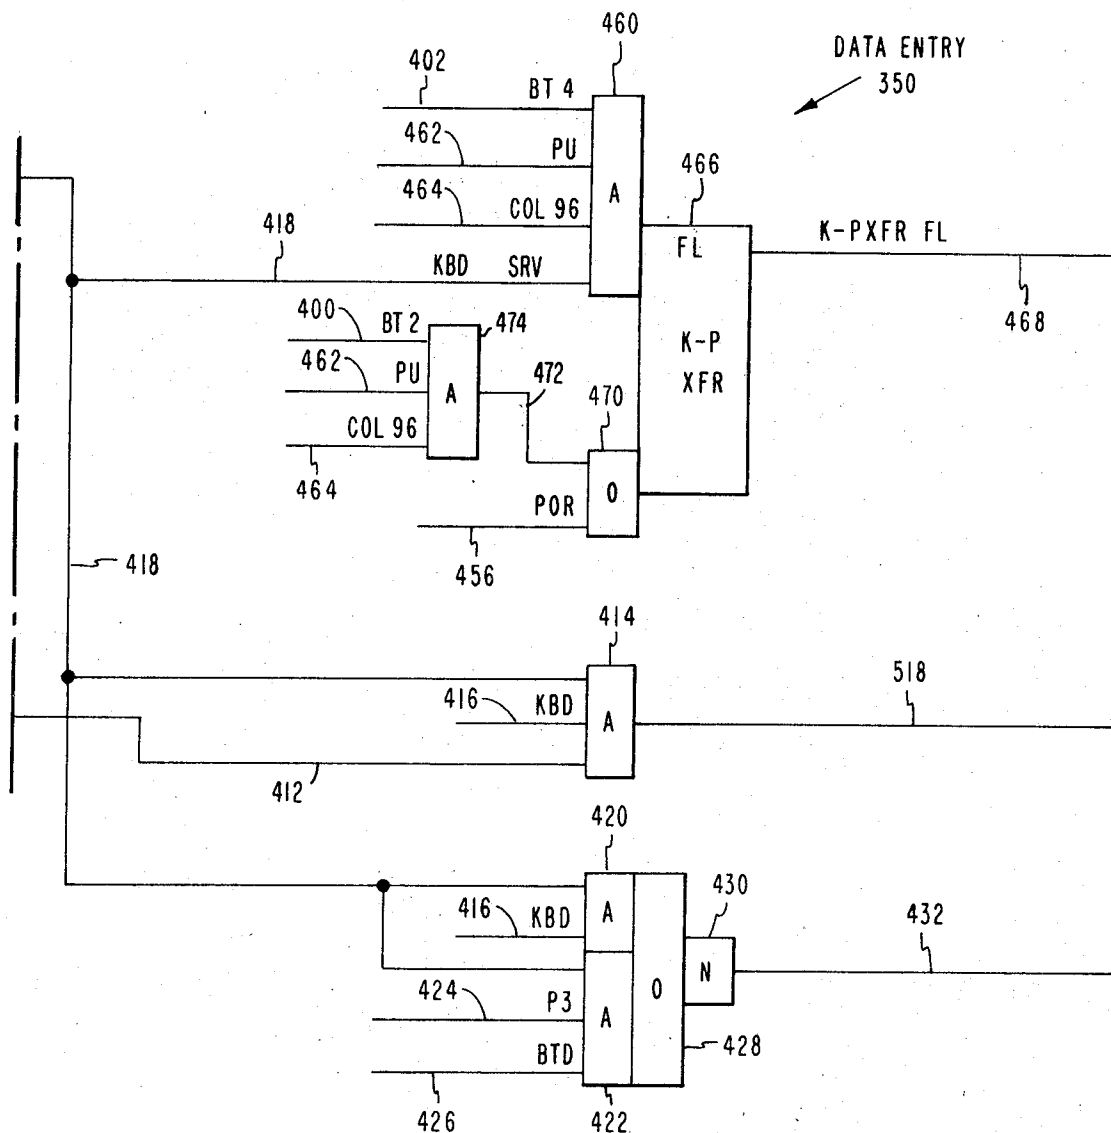 460
DATA ENTRY
350
402
BT 4
462
PU
A
466
464
COL 96
FL
K-PXFR FL
418
KBD SRV
468
400
BT 2
474
K-P
XFR
462
PU
A
472
470
COL 96
464
O
POR
456
418
414
416
KBD
A
518
412
420
430
432
416
KBD
A
N
O
424
P3
A
BTD
428
426
422